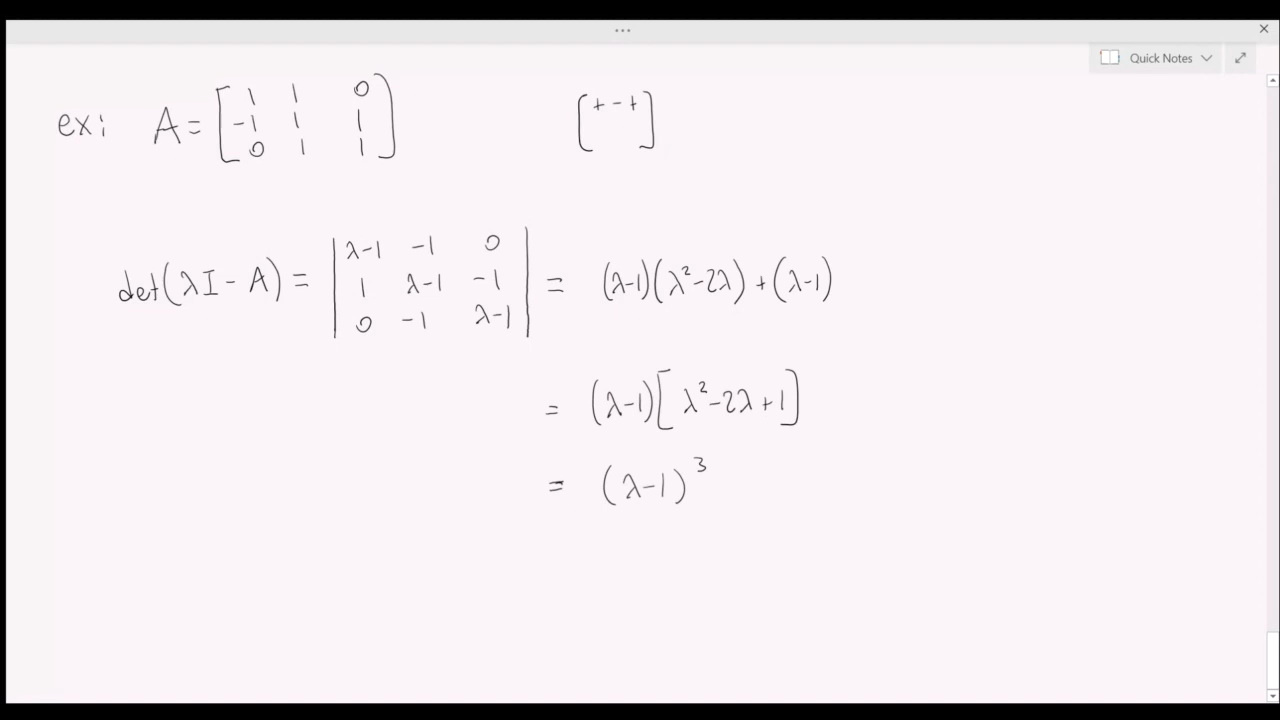 ...
Quick Notes
ex: A = [ 1 1 0
-1 1 1
0 1 1 ]
[ + - + ]
det(λI - A) = | λ-1 -1 0
1 λ-1 -1
0 -1 λ-1 | = (λ-1)(λ²-2λ) + (λ-1)
= (λ-1)[λ²-2λ+1]
= (λ-1)³